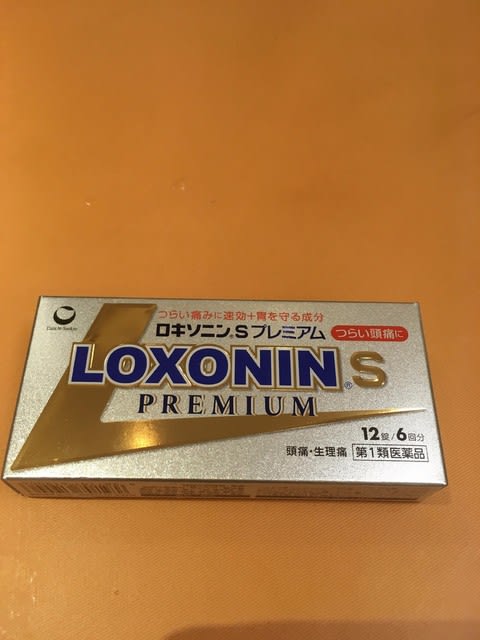 つらい痛みに速効+胃を守る成分
ロキソニン®Sプレミアム
つらい頭痛に
Daiichi-Sankyo
LOXONIN®S
PREMIUM
12錠/6回分
頭痛・生理痛 第1類医薬品